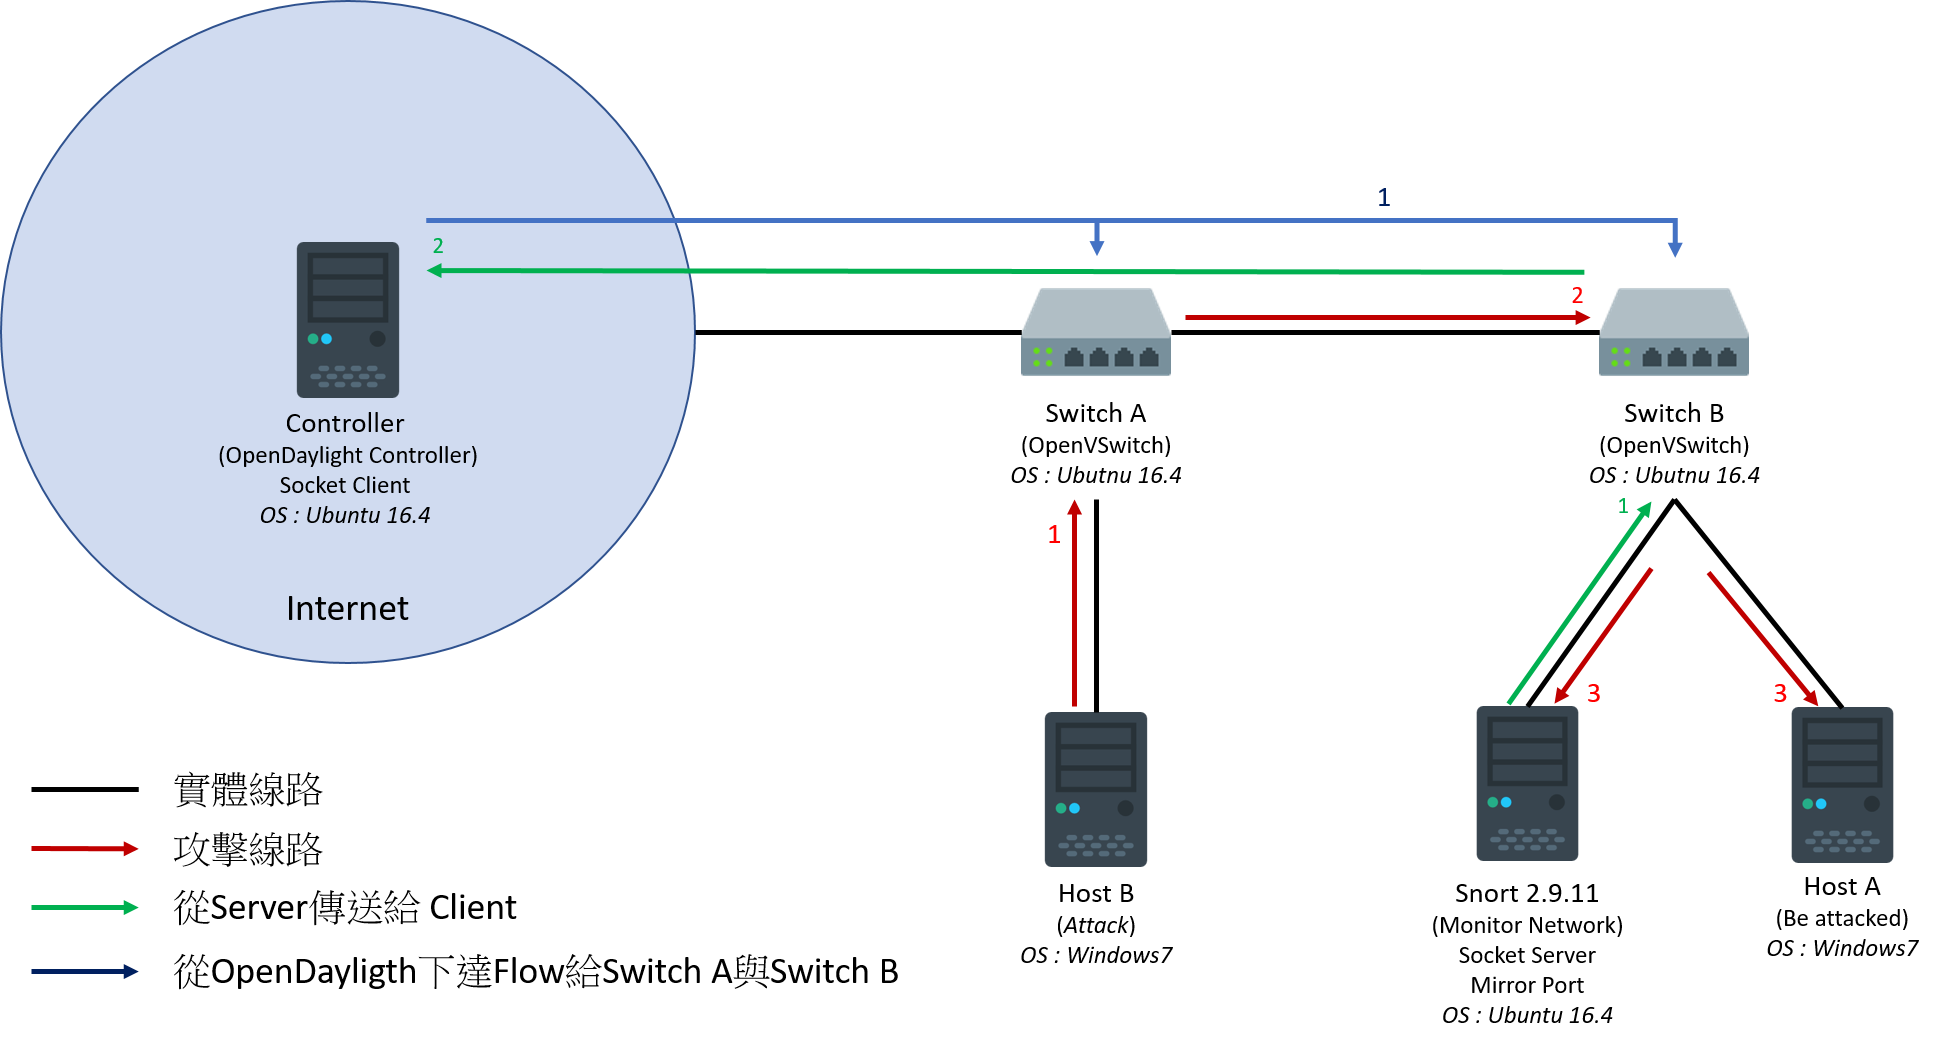 1
2
2
Controller
(OpenDaylight Controller)
Socket Client
OS : Ubuntu 16.4
Internet
Switch A
(OpenVSwitch)
OS : Ubutnu 16.4
Switch B
(OpenVSwitch)
OS : Ubutnu 16.4
1
1
3
3
Host B
(Attack)
OS : Windows7
Snort 2.9.11
(Monitor Network)
Socket Server
Mirror Port
OS : Ubuntu 16.4
Host A
(Be attacked)
OS : Windows7
實體線路
攻擊線路
從Server傳送給 Client
從OpenDayligth下達Flow給Switch A與Switch B